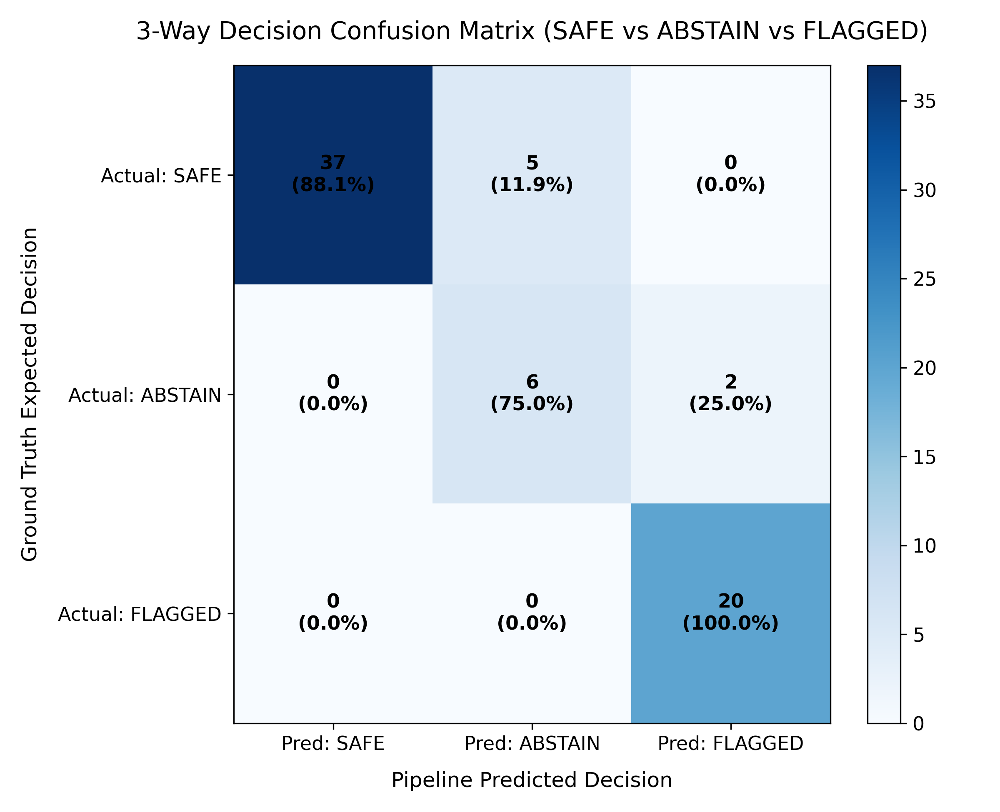 3-Way Decision Confusion Matrix (SAFE vs ABSTAIN vs FLAGGED)
Ground Truth Expected Decision
Actual: SAFE
37
(88.1%)
5
(11.9%)
0
(0.0%)
Actual: ABSTAIN
0
(0.0%)
6
(75.0%)
2
(25.0%)
Actual: FLAGGED
0
(0.0%)
0
(0.0%)
20
(100.0%)
Pred: SAFE
Pred: ABSTAIN
Pred: FLAGGED
Pipeline Predicted Decision
35
30
25
20
15
10
5
0